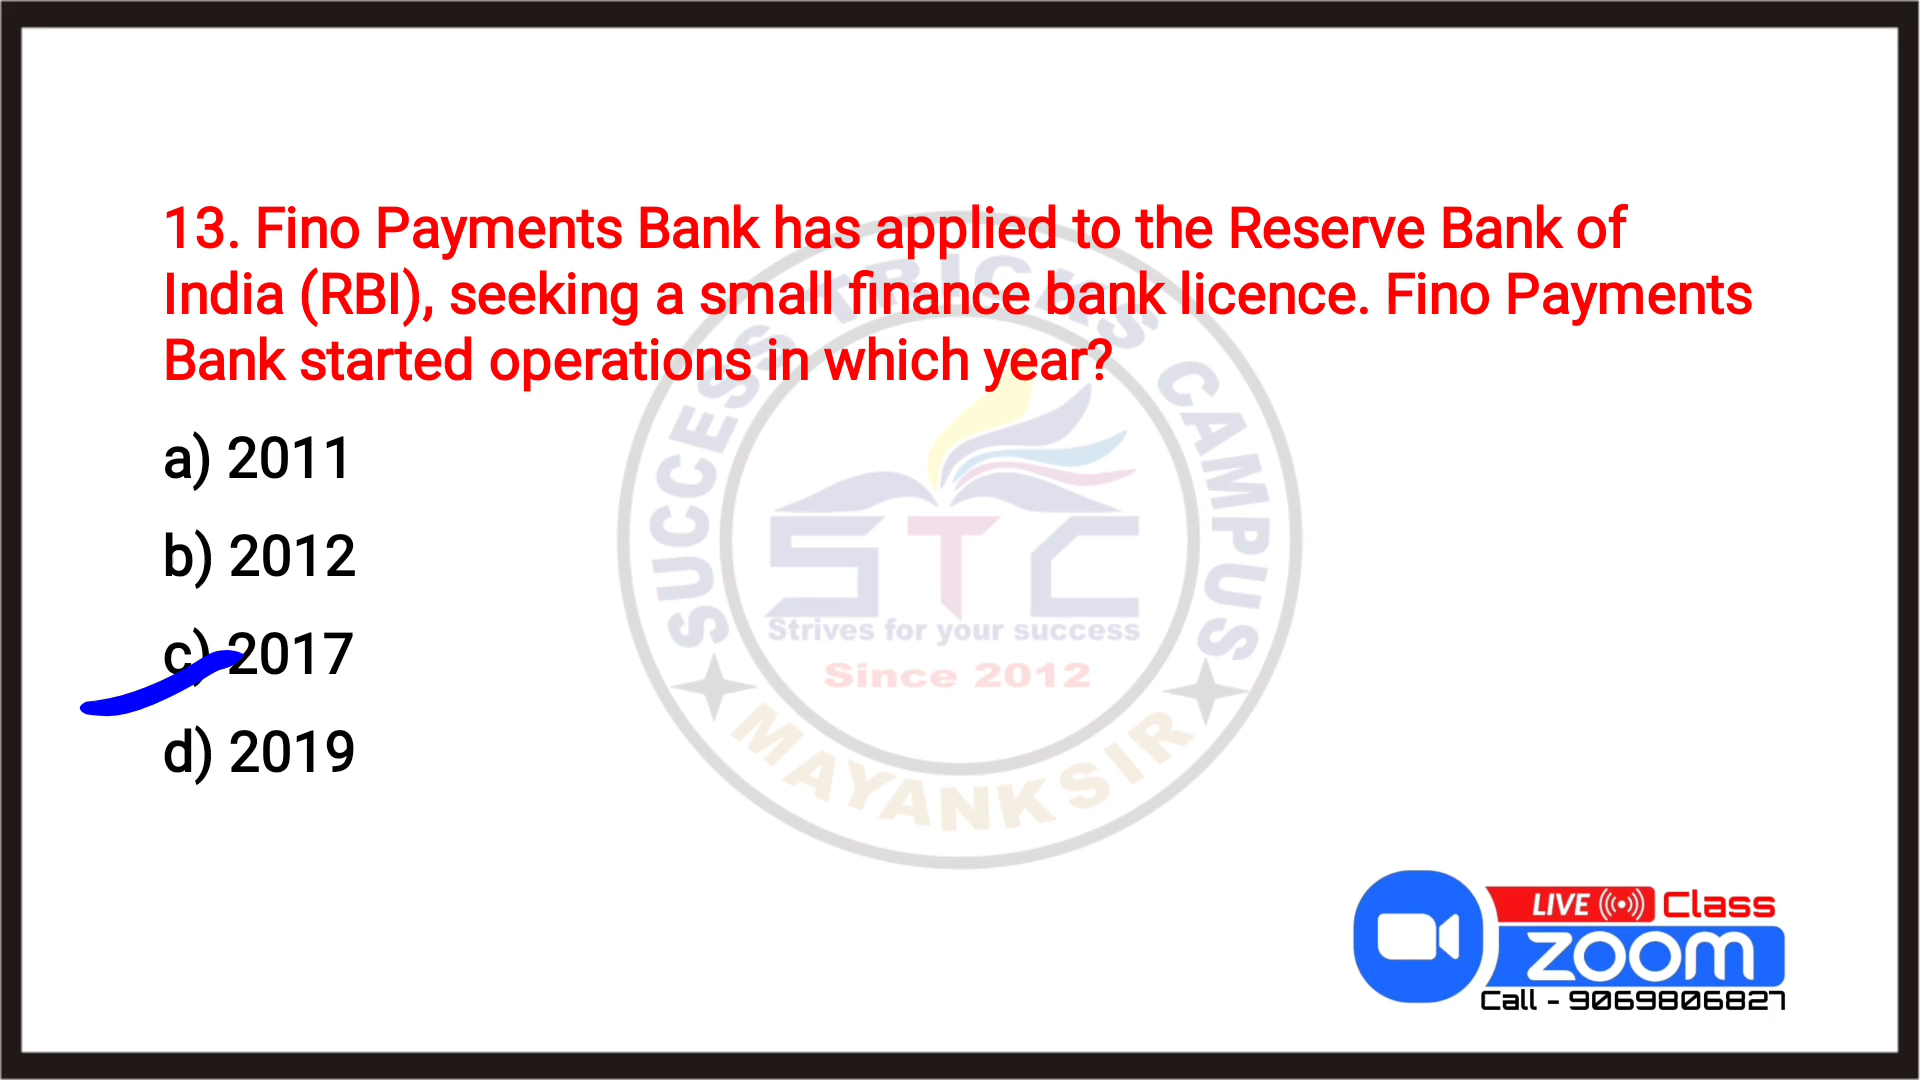 13. Fino Payments Bank has applied to the Reserve Bank of
India (RBI), seeking a small finance bank licence. Fino Payments
Bank started operations in which year?
a) 2011
b) 2012
c) 2017
d) 2019
SUCCESS TRICKS CAMPUS
STC
Strives for your success
Since 2012
MAYANK SIR
LIVE Class
zoom
Call - 9069806827